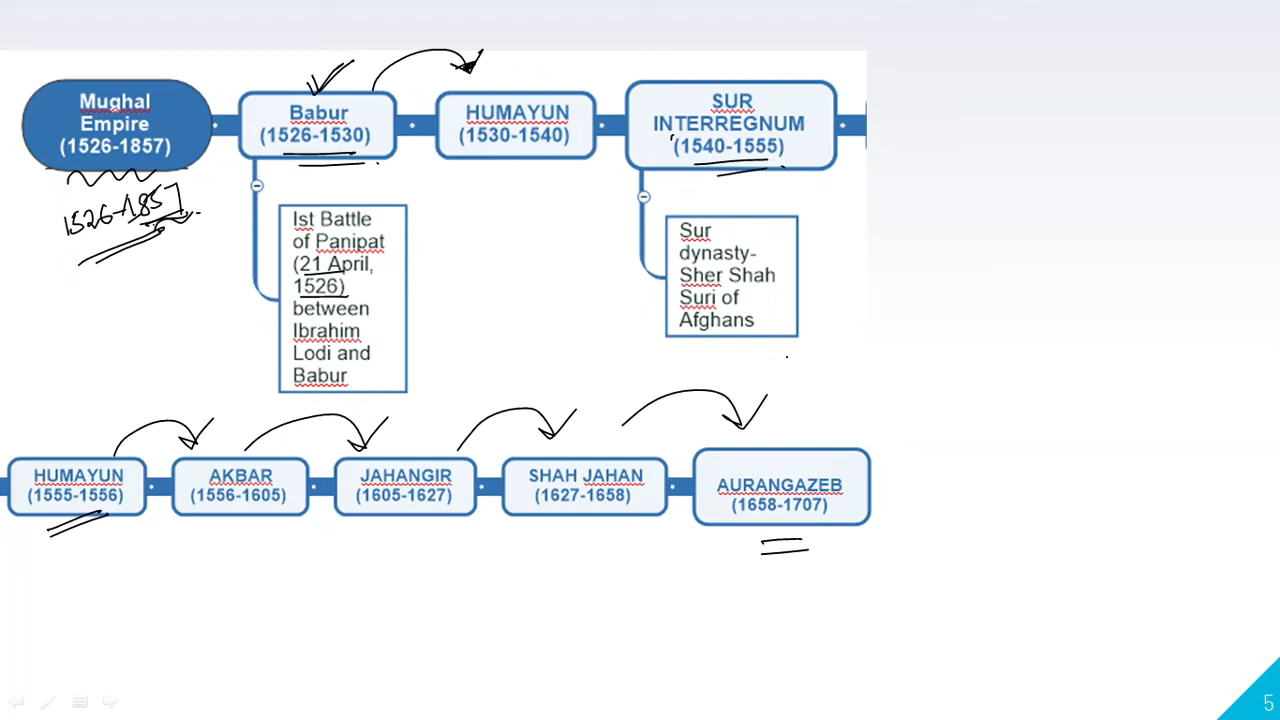 Mughal
Empire
(1526-1857)
1526-1857
Babur
(1526-1530)
Ist Battle
of Panipat
(21 April,
1526)
between
Ibrahim
Lodi and
Babur
HUMAYUN
(1530-1540)
SUR
INTERREGNUM
(1540-1555)
Sur
dynasty-
Sher Shah
Suri of
Afghans
HUMAYUN
(1555-1556)
AKBAR
(1556-1605)
JAHANGIR
(1605-1627)
SHAH JAHAN
(1627-1658)
AURANGAZEB
(1658-1707)
5